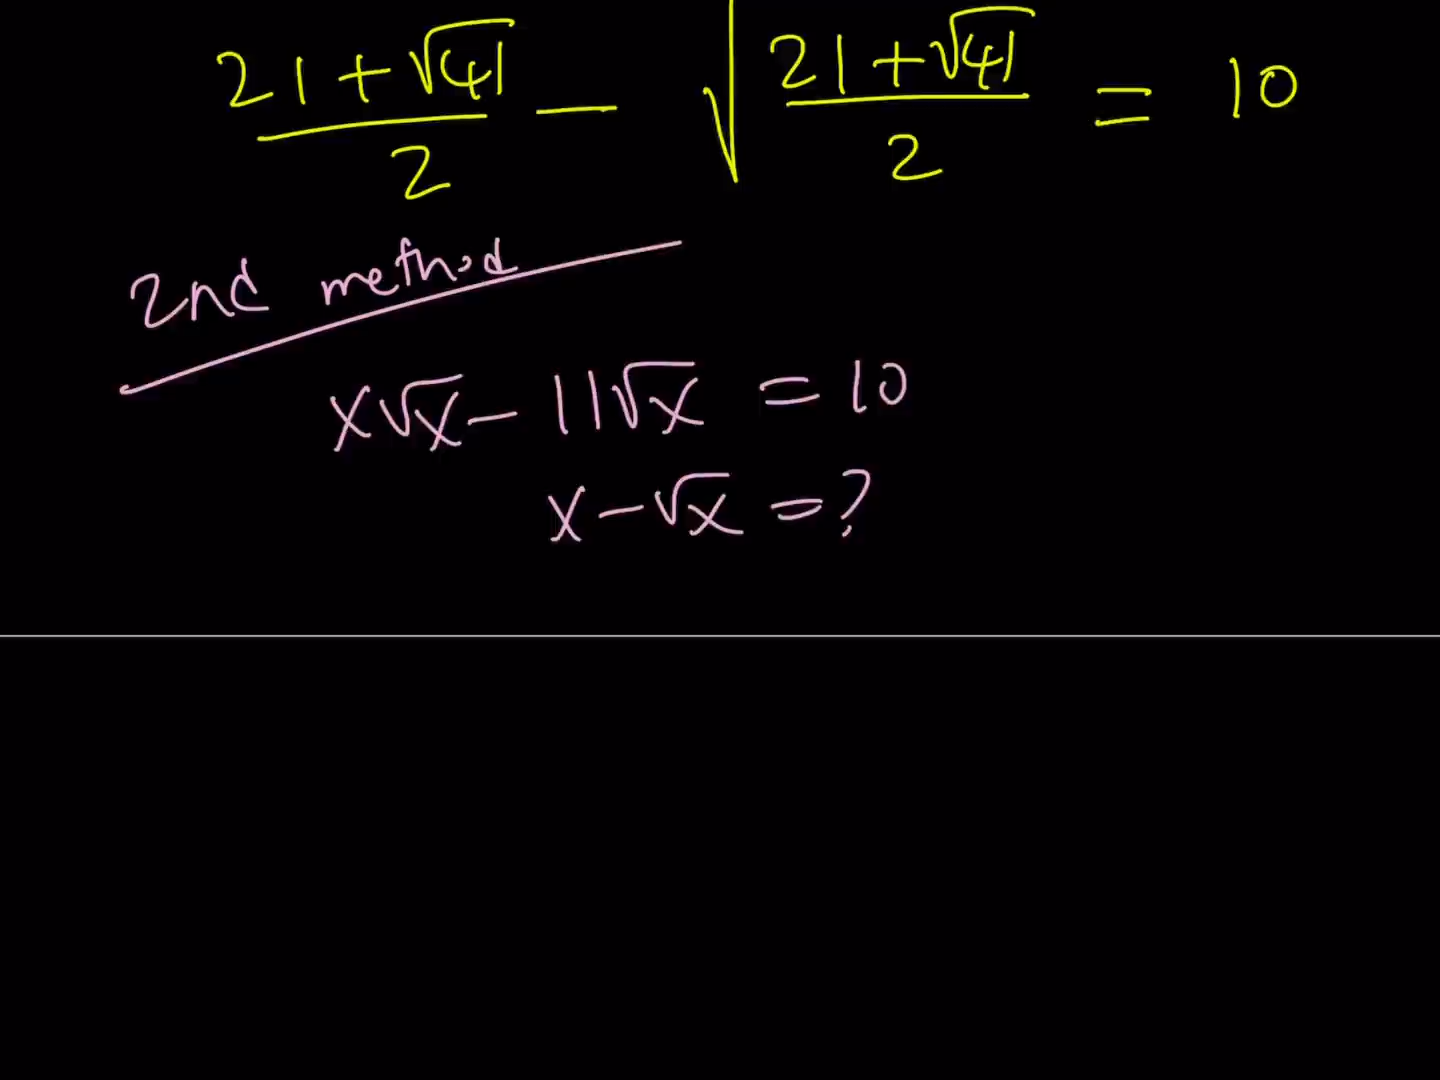 (21+√41)/2 − √((21+√41)/2) = 10
2nd method
x√x − 11√x = 10
x − √x = ?